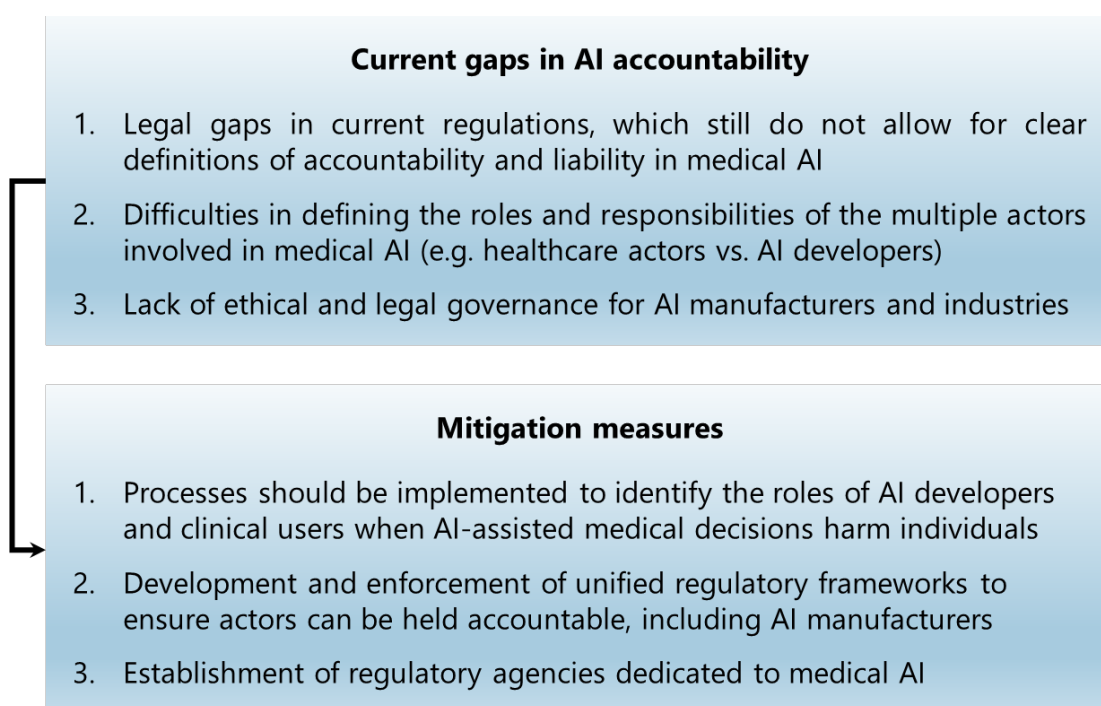 Current gaps in AI accountability
1. Legal gaps in current regulations, which still do not allow for clear
definitions of accountability and liability in medical AI
2. Difficulties in defining the roles and responsibilities of the multiple actors
involved in medical AI (e.g. healthcare actors vs. AI developers)
3. Lack of ethical and legal governance for AI manufacturers and industries
Mitigation measures
1. Processes should be implemented to identify the roles of AI developers
and clinical users when AI-assisted medical decisions harm individuals
2. Development and enforcement of unified regulatory frameworks to
ensure actors can be held accountable, including AI manufacturers
3. Establishment of regulatory agencies dedicated to medical AI